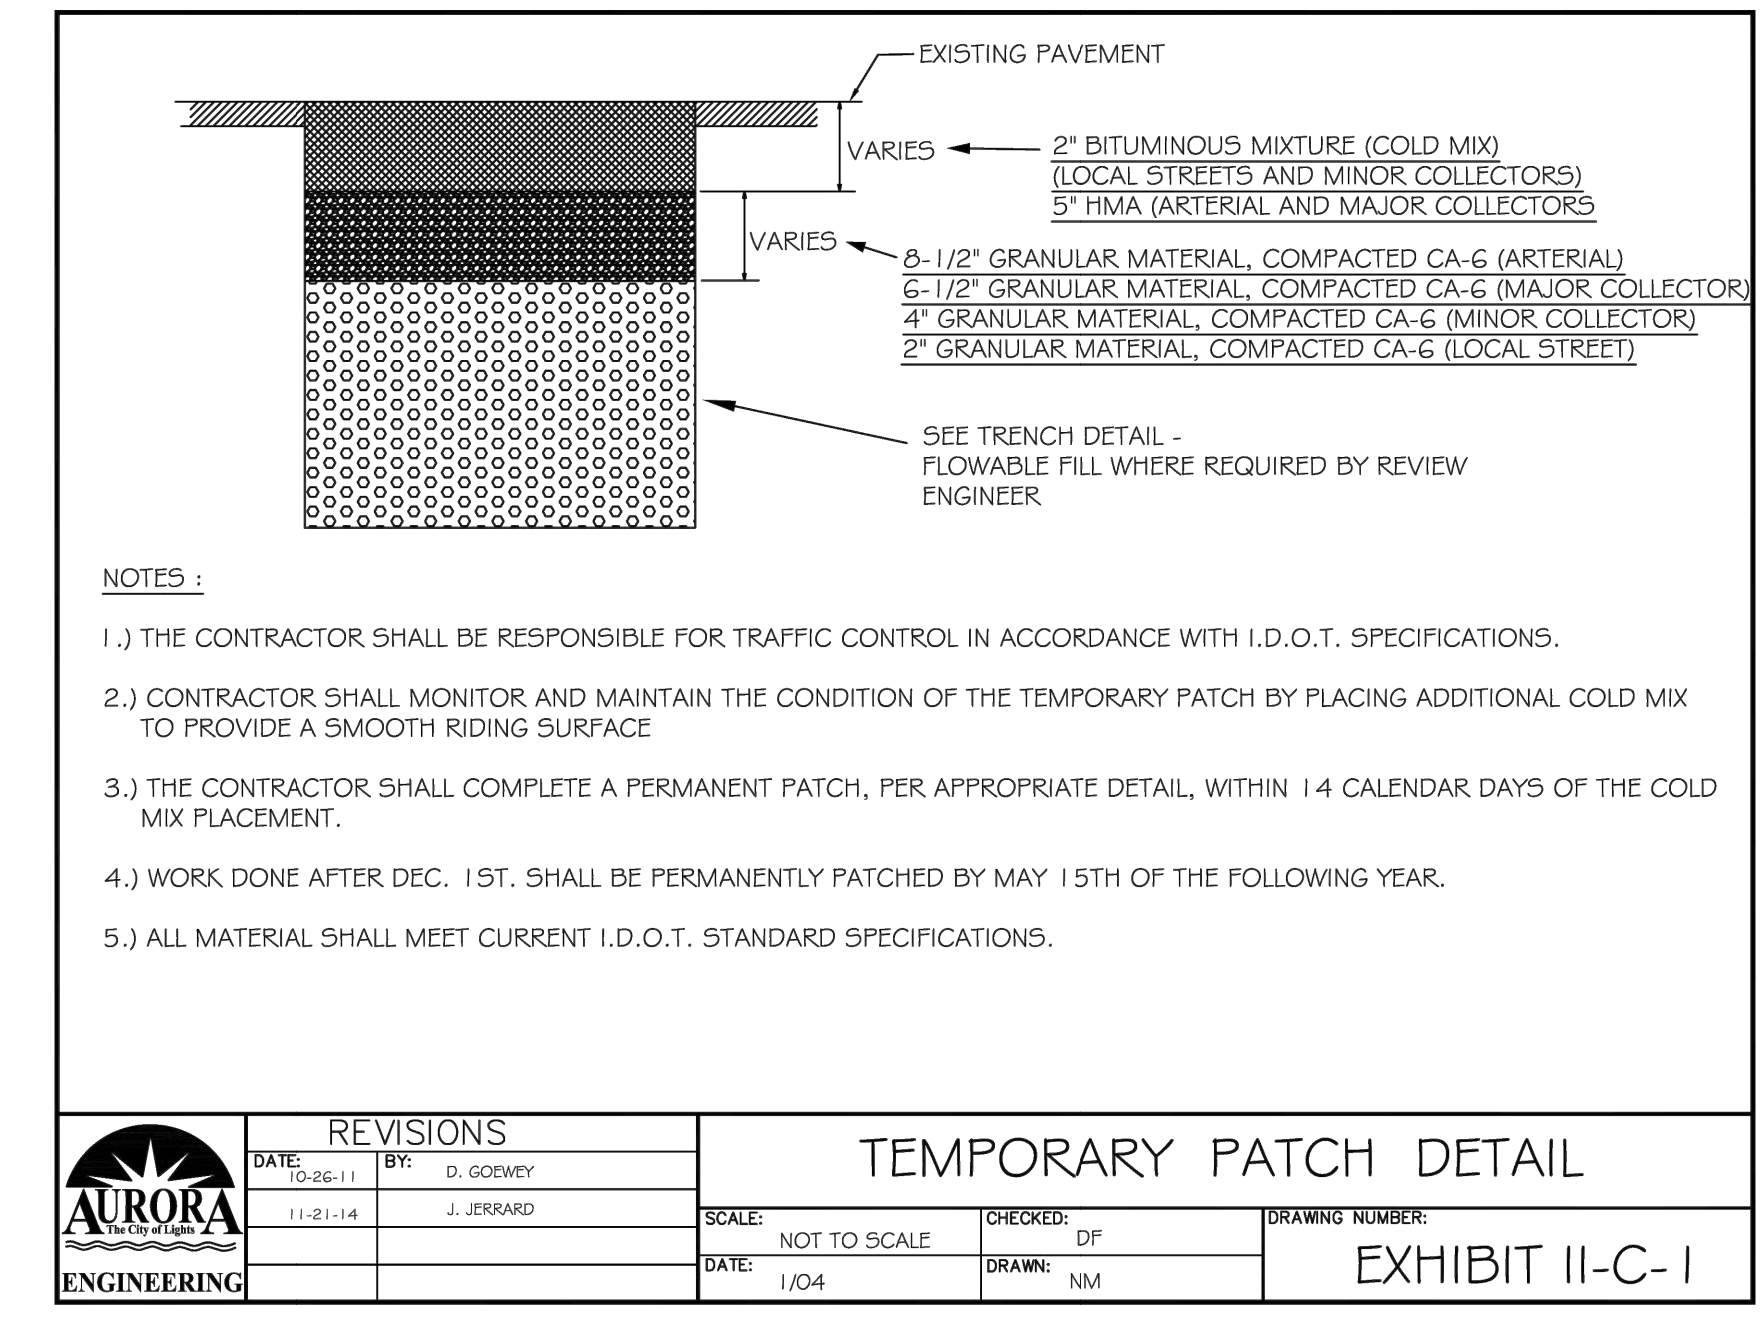 EXISTING PAVEMENT
VARIES
2" BITUMINOUS MIXTURE (COLD MIX)
(LOCAL STREETS AND MINOR COLLECTORS)
5" HMA (ARTERIAL AND MAJOR COLLECTORS
VARIES
8-1/2" GRANULAR MATERIAL, COMPACTED CA-6 (ARTERIAL)
6-1/2" GRANULAR MATERIAL, COMPACTED CA-6 (MAJOR COLLECTOR)
4" GRANULAR MATERIAL, COMPACTED CA-6 (MINOR COLLECTOR)
2" GRANULAR MATERIAL, COMPACTED CA-6 (LOCAL STREET)
SEE TRENCH DETAIL -
FLOWABLE FILL WHERE REQUIRED BY REVIEW
ENGINEER
NOTES :
1.) THE CONTRACTOR SHALL BE RESPONSIBLE FOR TRAFFIC CONTROL IN ACCORDANCE WITH I.D.O.T. SPECIFICATIONS.
2.) CONTRACTOR SHALL MONITOR AND MAINTAIN THE CONDITION OF THE TEMPORARY PATCH BY PLACING ADDITIONAL COLD MIX
TO PROVIDE A SMOOTH RIDING SURFACE
3.) THE CONTRACTOR SHALL COMPLETE A PERMANENT PATCH, PER APPROPRIATE DETAIL, WITHIN 14 CALENDAR DAYS OF THE COLD
MIX PLACEMENT.
4.) WORK DONE AFTER DEC. 1ST. SHALL BE PERMANENTLY PATCHED BY MAY 15TH OF THE FOLLOWING YEAR.
5.) ALL MATERIAL SHALL MEET CURRENT I.D.O.T. STANDARD SPECIFICATIONS.
AURORA
The City of Lights
ENGINEERING
REVISIONS
DATE: BY:
10-26-11 D. GOEWEY
11-21-14 J. JERRARD
TEMPORARY PATCH DETAIL
SCALE: NOT TO SCALE
CHECKED: DF
DATE: 1/04
DRAWN: NM
DRAWING NUMBER:
EXHIBIT II-C-1